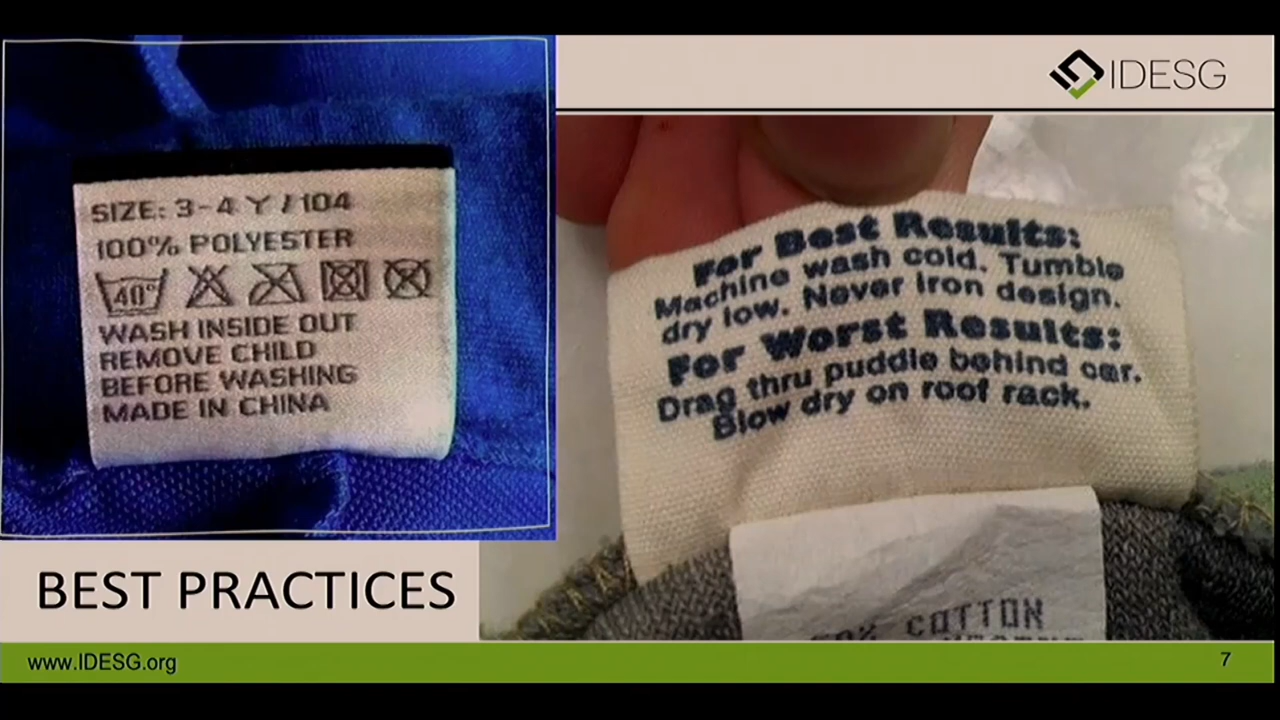 IDESG
SIZE: 3-4 Y / 104
100% POLYESTER
40°
WASH INSIDE OUT
REMOVE CHILD
BEFORE WASHING
MADE IN CHINA
For Best Results:
Machine wash cold. Tumble
dry low. Never iron design.
For Worst Results:
Drag thru puddle behind car.
Blow dry on roof rack.
COTTON
BEST PRACTICES
www.IDESG.org
7